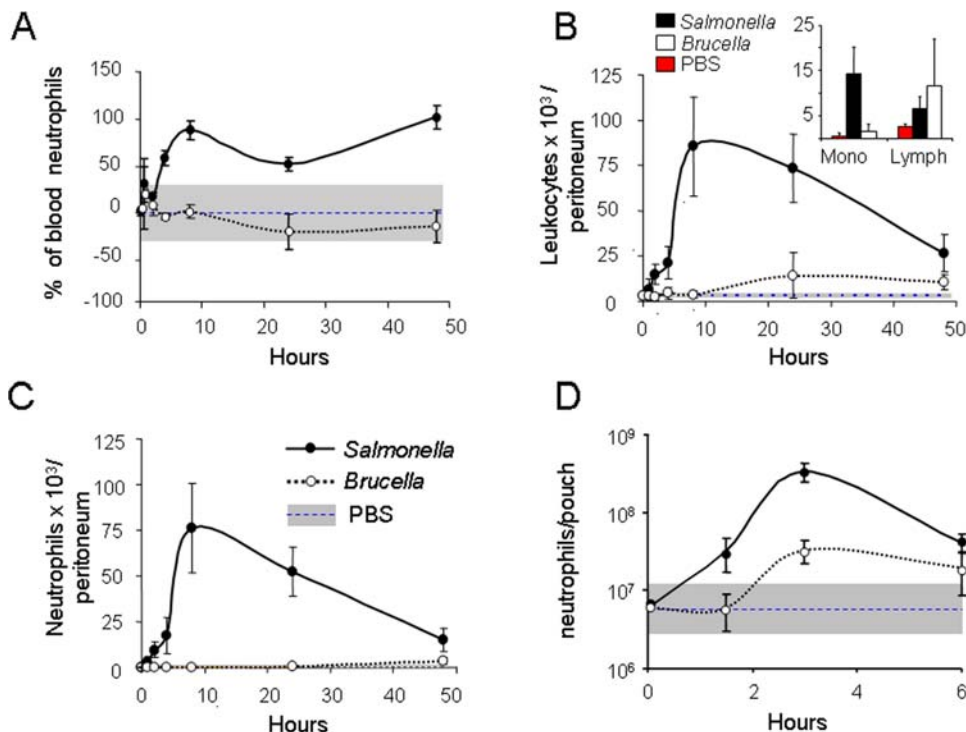 A
% of blood neutrophils
150
100
50
0
-50
-100
0 10 20 30 40 50
Hours
B
Salmonella
Brucella
PBS
Leukocytes x 10³/
peritoneum
125
100
75
50
25
0
0 10 20 30 40 50
Hours
25
15
5
0
Mono Lymph
C
Neutrophils x 10³/
peritoneum
125
100
75
50
25
0
0 10 20 30 40 50
Hours
Salmonella
Brucella
PBS
D
neutrophils/pouch
10⁹
10⁸
10⁷
10⁶
0 2 4 6
Hours